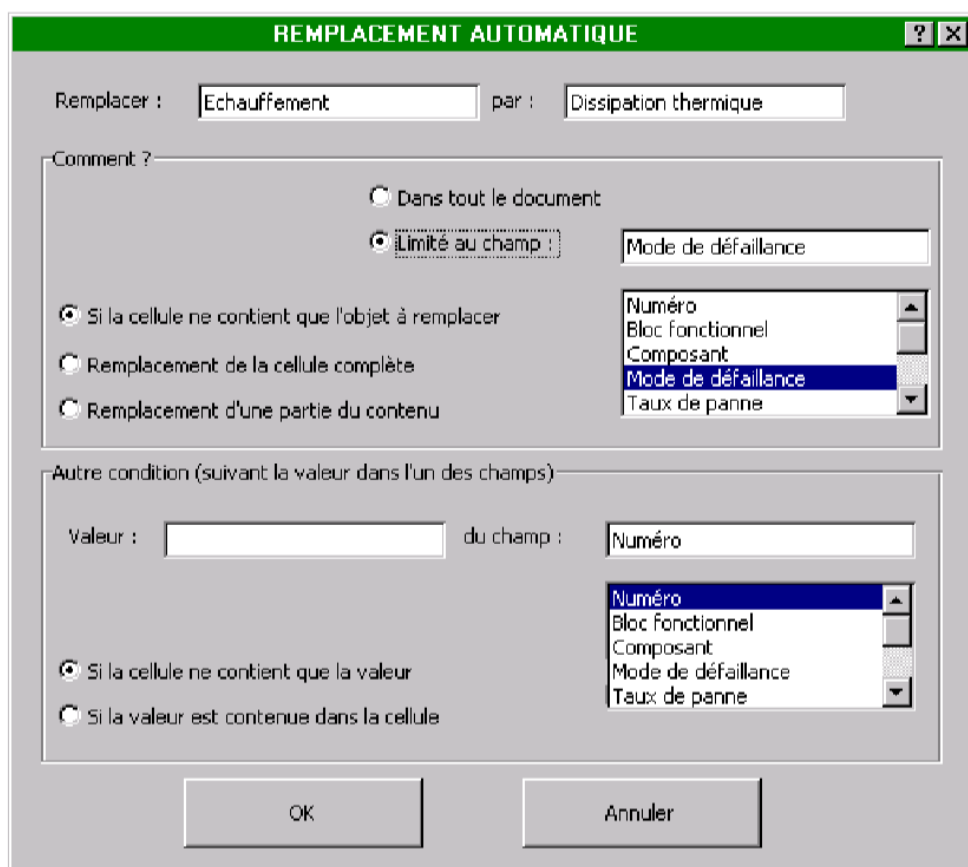 REMPLACEMENT AUTOMATIQUE ? X
Remplacer : Echauffement par : Dissipation thermique
Comment ?
Dans tout le document
Limité au champ : Mode de défaillance
Si la cellule ne contient que l'objet à remplacer
Remplacement de la cellule complète
Remplacement d'une partie du contenu
Numéro
Bloc fonctionnel
Composant
Mode de défaillance
Taux de panne
Autre condition (suivant la valeur dans l'un des champs)
Valeur : du champ : Numéro
Numéro
Bloc fonctionnel
Composant
Mode de défaillance
Taux de panne
Si la cellule ne contient que la valeur
Si la valeur est contenue dans la cellule
OK Annuler